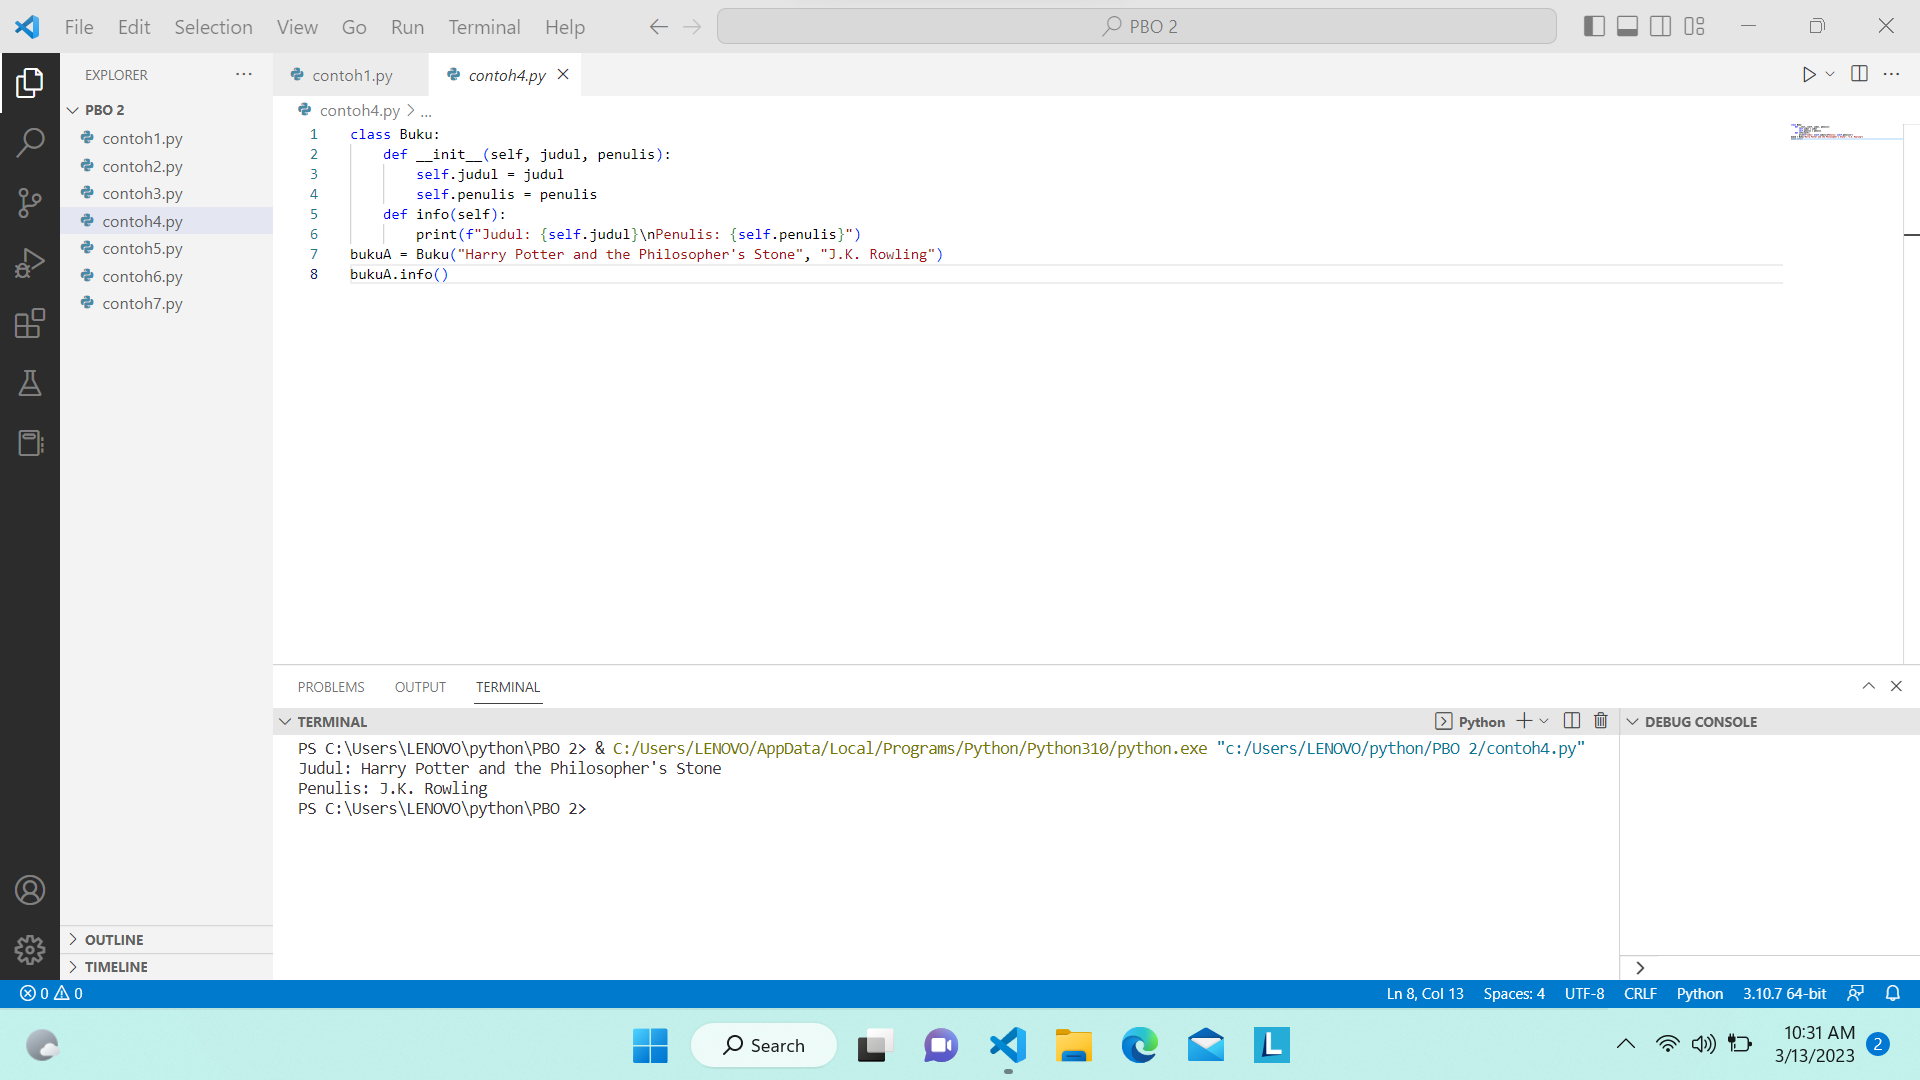 File Edit Selection View Go Run Terminal Help
PBO 2
EXPLORER
PBO 2
contoh1.py
contoh2.py
contoh3.py
contoh4.py
contoh5.py
contoh6.py
contoh7.py
OUTLINE
TIMELINE
contoh1.py contoh4.py
contoh4.py > ...
1 class Buku:
2 def __init__(self, judul, penulis):
3 self.judul = judul
4 self.penulis = penulis
5 def info(self):
6 print(f"Judul: {self.judul}\nPenulis: {self.penulis}")
7 bukuA = Buku("Harry Potter and the Philosopher's Stone", "J.K. Rowling")
8 bukuA.info()
PROBLEMS OUTPUT TERMINAL
TERMINAL Python
PS C:\Users\LENOVO\python\PBO 2> & C:/Users/LENOVO/AppData/Local/Programs/Python/Python310/python.exe "c:/Users/LENOVO/python/PBO 2/contoh4.py"
Judul: Harry Potter and the Philosopher's Stone
Penulis: J.K. Rowling
PS C:\Users\LENOVO\python\PBO 2>
DEBUG CONSOLE
0 0 Ln 8, Col 13 Spaces: 4 UTF-8 CRLF Python 3.10.7 64-bit
Search
10:31 AM
3/13/2023
2